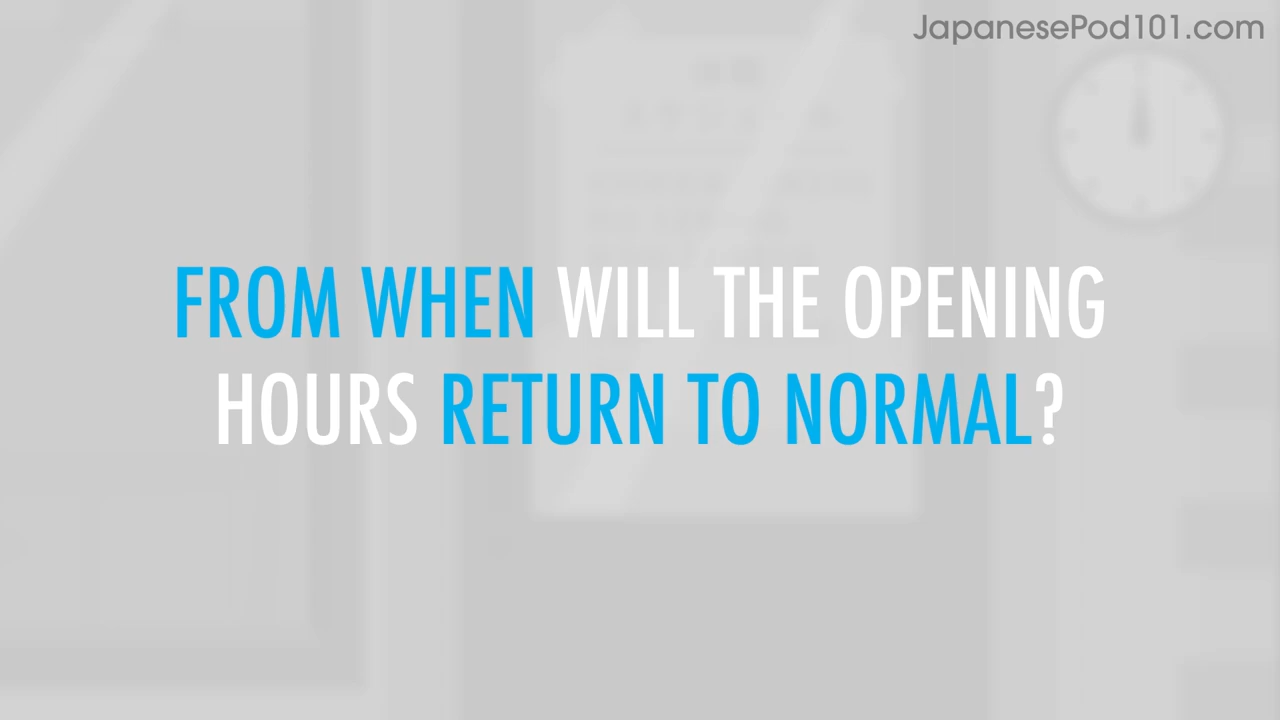 JapanesePod101.com
FROM WHEN WILL THE OPENING
HOURS RETURN TO NORMAL?